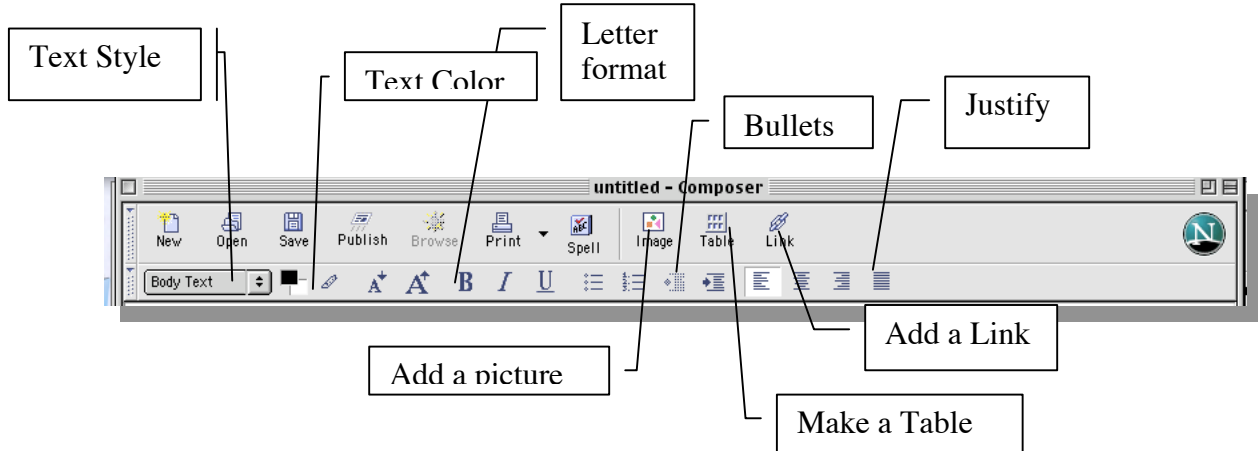 Letter
format
Text Style
Text Color
Justify
Bullets
untitled - Composer
New Open Save Publish Browse Print Spell Image Table Link
N
Body Text A A B I U
Add a Link
Add a picture
Make a Table